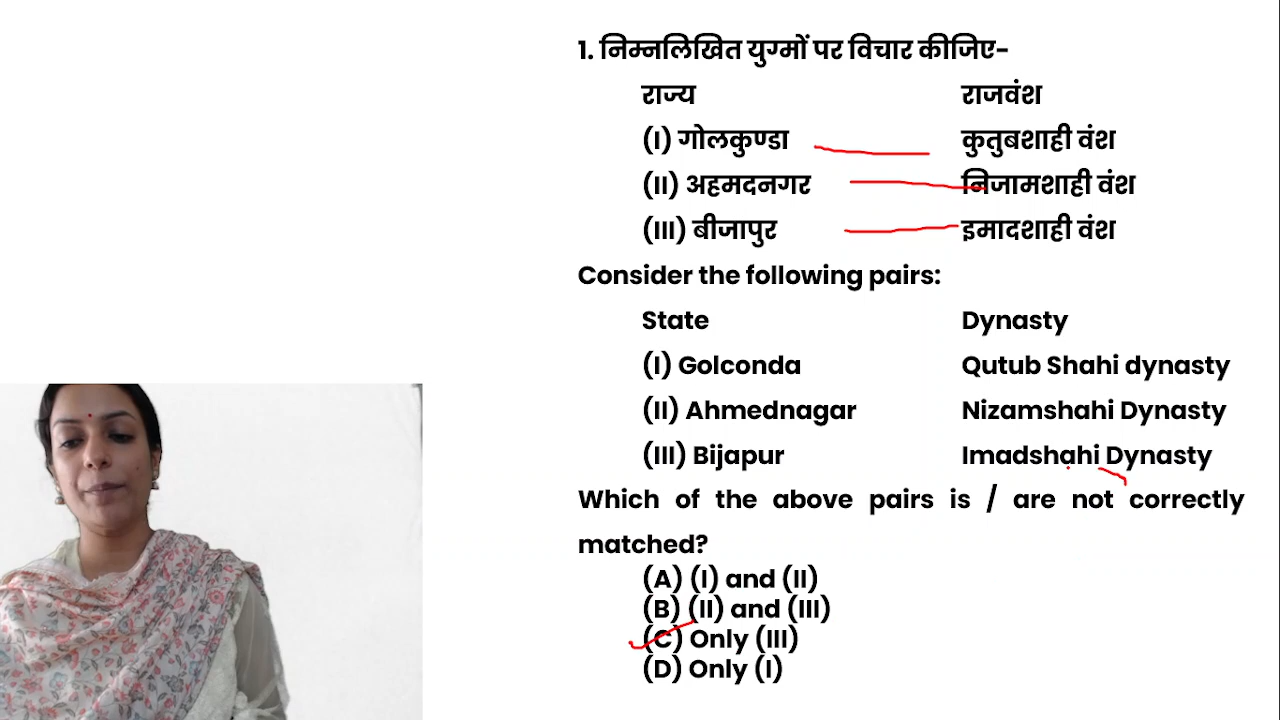 1. निम्नलिखित युग्मों पर विचार कीजिए-
राज्य राजवंश
(I) गोलकुण्डा कुतुबशाही वंश
(II) अहमदनगर निजामशाही वंश
(III) बीजापुर इमादशाही वंश
Consider the following pairs:
State Dynasty
(I) Golconda Qutub Shahi dynasty
(II) Ahmednagar Nizamshahi Dynasty
(III) Bijapur Imadshahi Dynasty
Which of the above pairs is / are not correctly
matched?
(A) (I) and (II)
(B) (II) and (III)
(C) Only (III)
(D) Only (I)